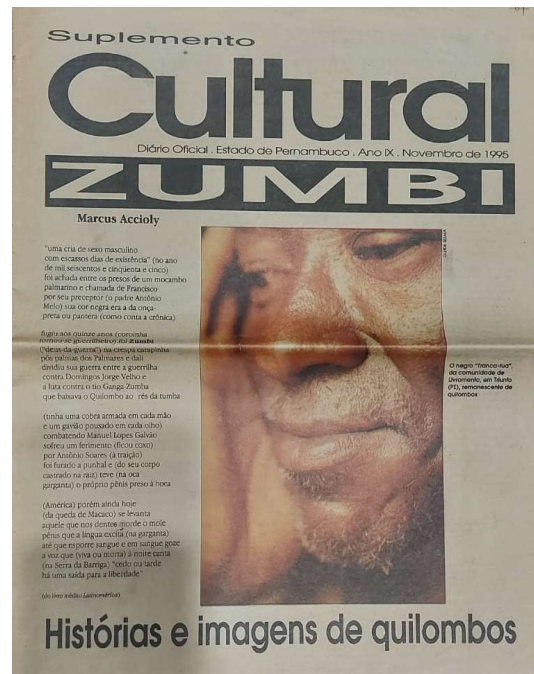 Suplemento
Cultural
Diário Oficial . Estado de Pernambuco . Ano IX . Novembro de 1995
ZUMBI
Marcus Accioly
"uma cria de sexo masculino
com escassos dias de existência" (no ano
de mil seiscentos e cinqüenta e cinco)
foi achada entre os presos de um mocambo
palmarino e chamada de Francisco
por seu preceptor (o padre Antônio
Melo) sua cor negra era a da onça-
preta ou pantera (como conta a crônica)
fugiu aos quinze anos (coroinha
tornou-se guerrilheiro) foi Zumbi
("deus-da-guerra") na crespa carapinha
pôs palmas dos Palmares e dali
dividiu sua guerra entre a guerrilha
contra Domingos Jorge Velho e
a luta contra o tio Ganga Zumba
que baixava o Quilombo ao rés da tumba
(tinha uma cobra armada em cada mão
e um gavião pousado em cada olho)
combatendo Manuel Lopes Galvão
sofreu um ferimento (ficou coxo)
por Antônio Soares (à traição)
foi furado a punhal e (do seu corpo
castrado na raiz) teve (na oca
garganta) o próprio pênis preso à boca
(América) porém ainda hoje
(da queda de Macaco) se levanta
aquele que nos dentes morde o mole
pênis que a língua excita (na garganta)
até que esporre sangue e em sangue goze
a voz que (viva ou morta) à noite canta
(na Serra da Barriga) "cedo ou tarde
há uma saída para a liberdade"
(do livro inédito Latinomérica)
O negro "tranca-rua",
da comunidade de
Livramento, em Triunfo
(PE), remanescente de
quilombos
Histórias e imagens de quilombos